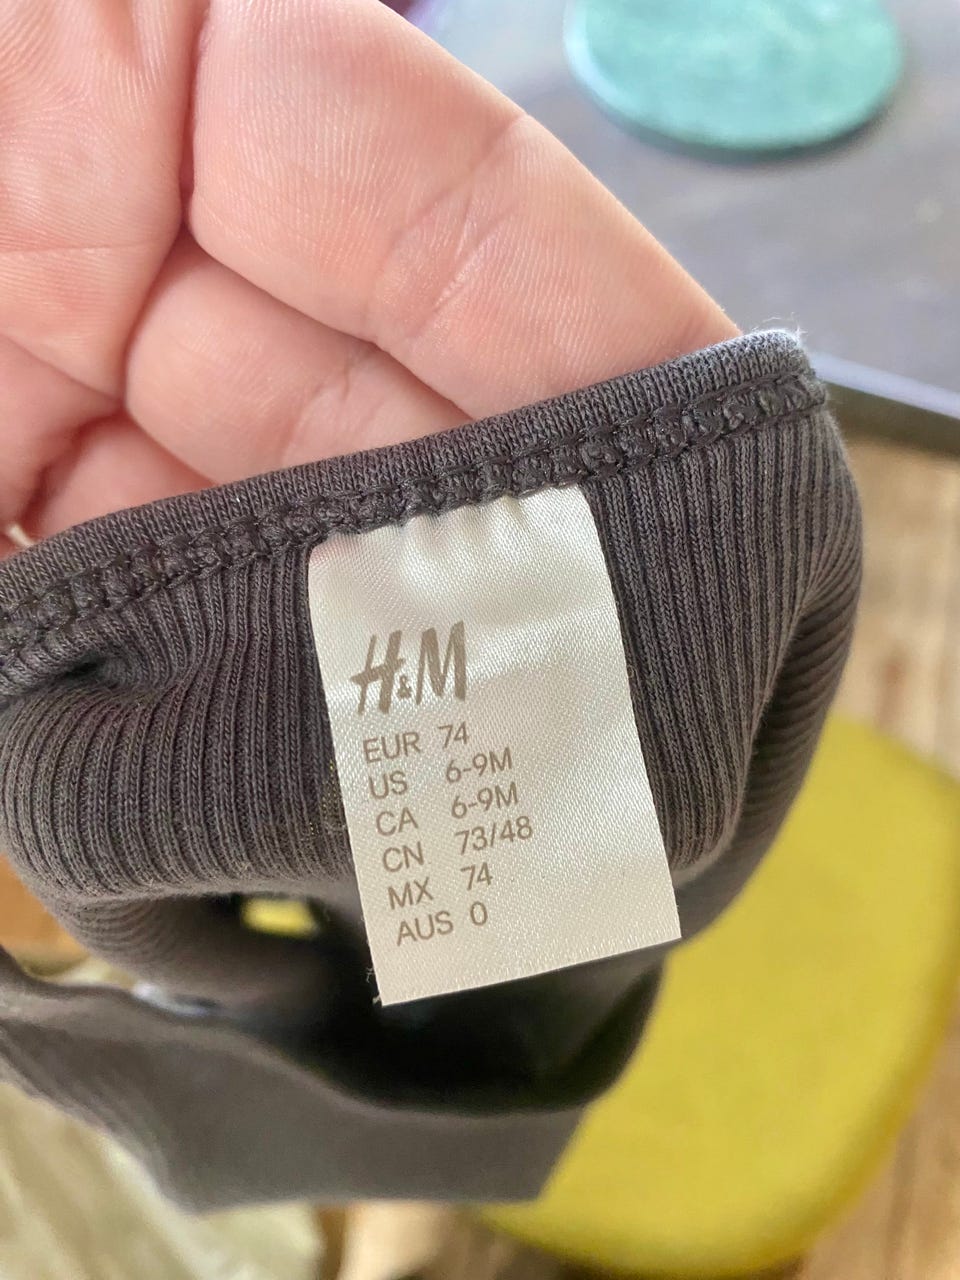 H&M
EUR 74
US 6-9M
CA 6-9M
CN 73/48
MX 74
AUS 0